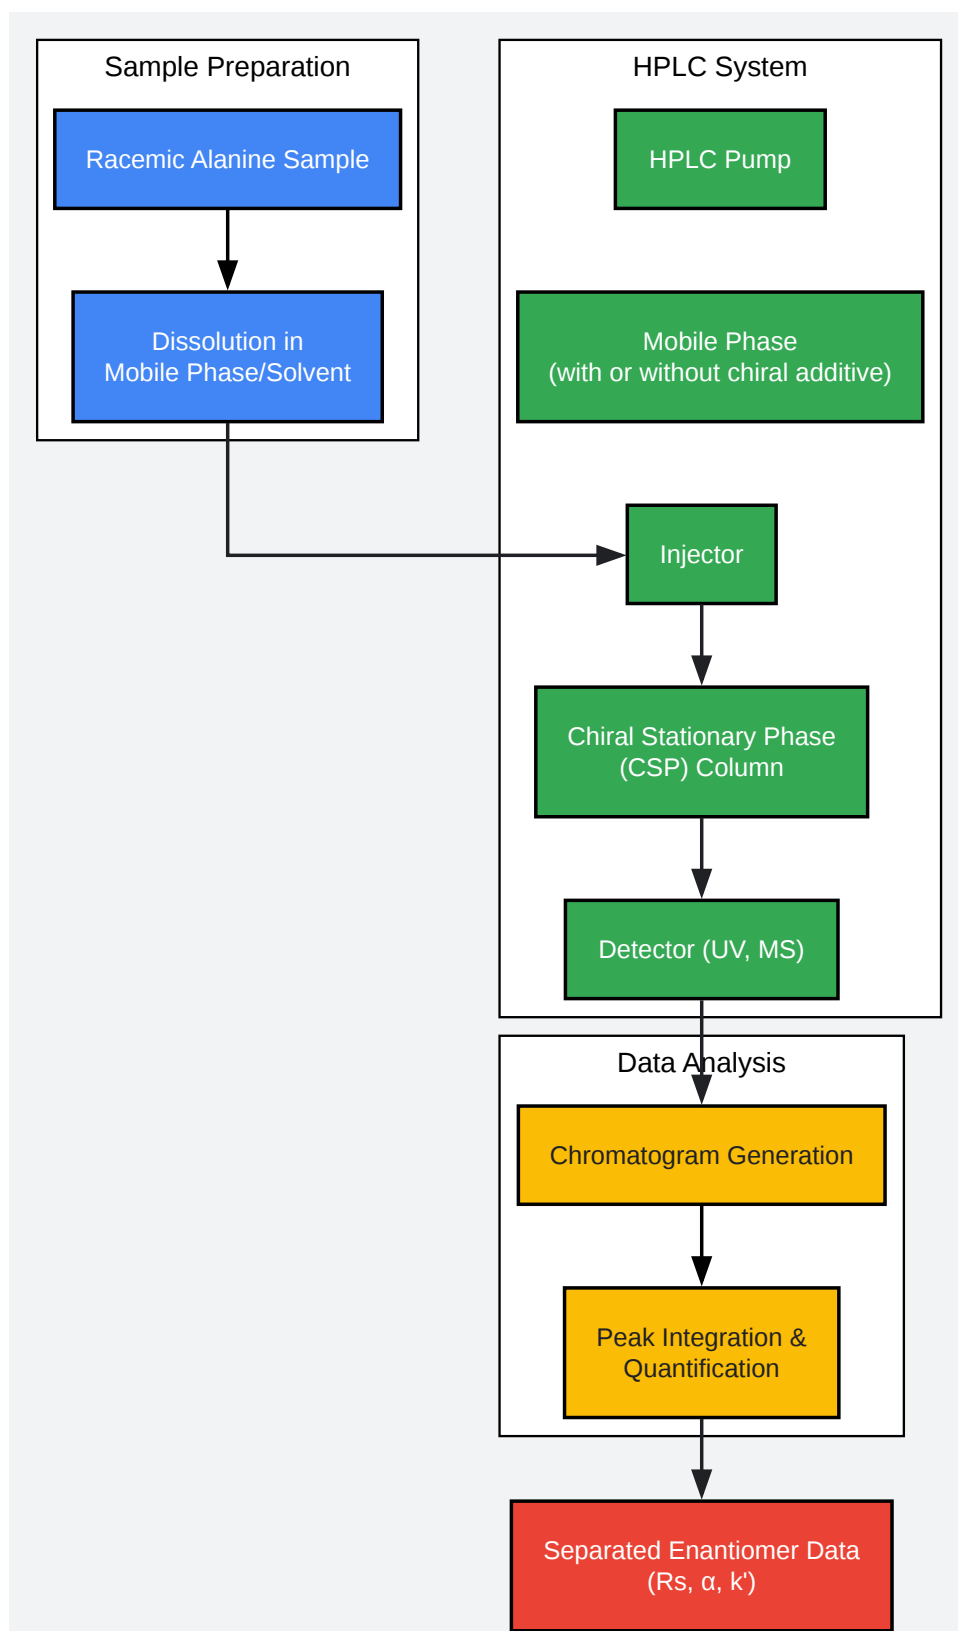 Sample Preparation
Racemic Alanine Sample
Dissolution in
Mobile Phase/Solvent
HPLC System
HPLC Pump
Mobile Phase
(with or without chiral additive)
Injector
Chiral Stationary Phase
(CSP) Column
Detector (UV, MS)
Data Analysis
Chromatogram Generation
Peak Integration &
Quantification
Separated Enantiomer Data
(Rs, α, k')